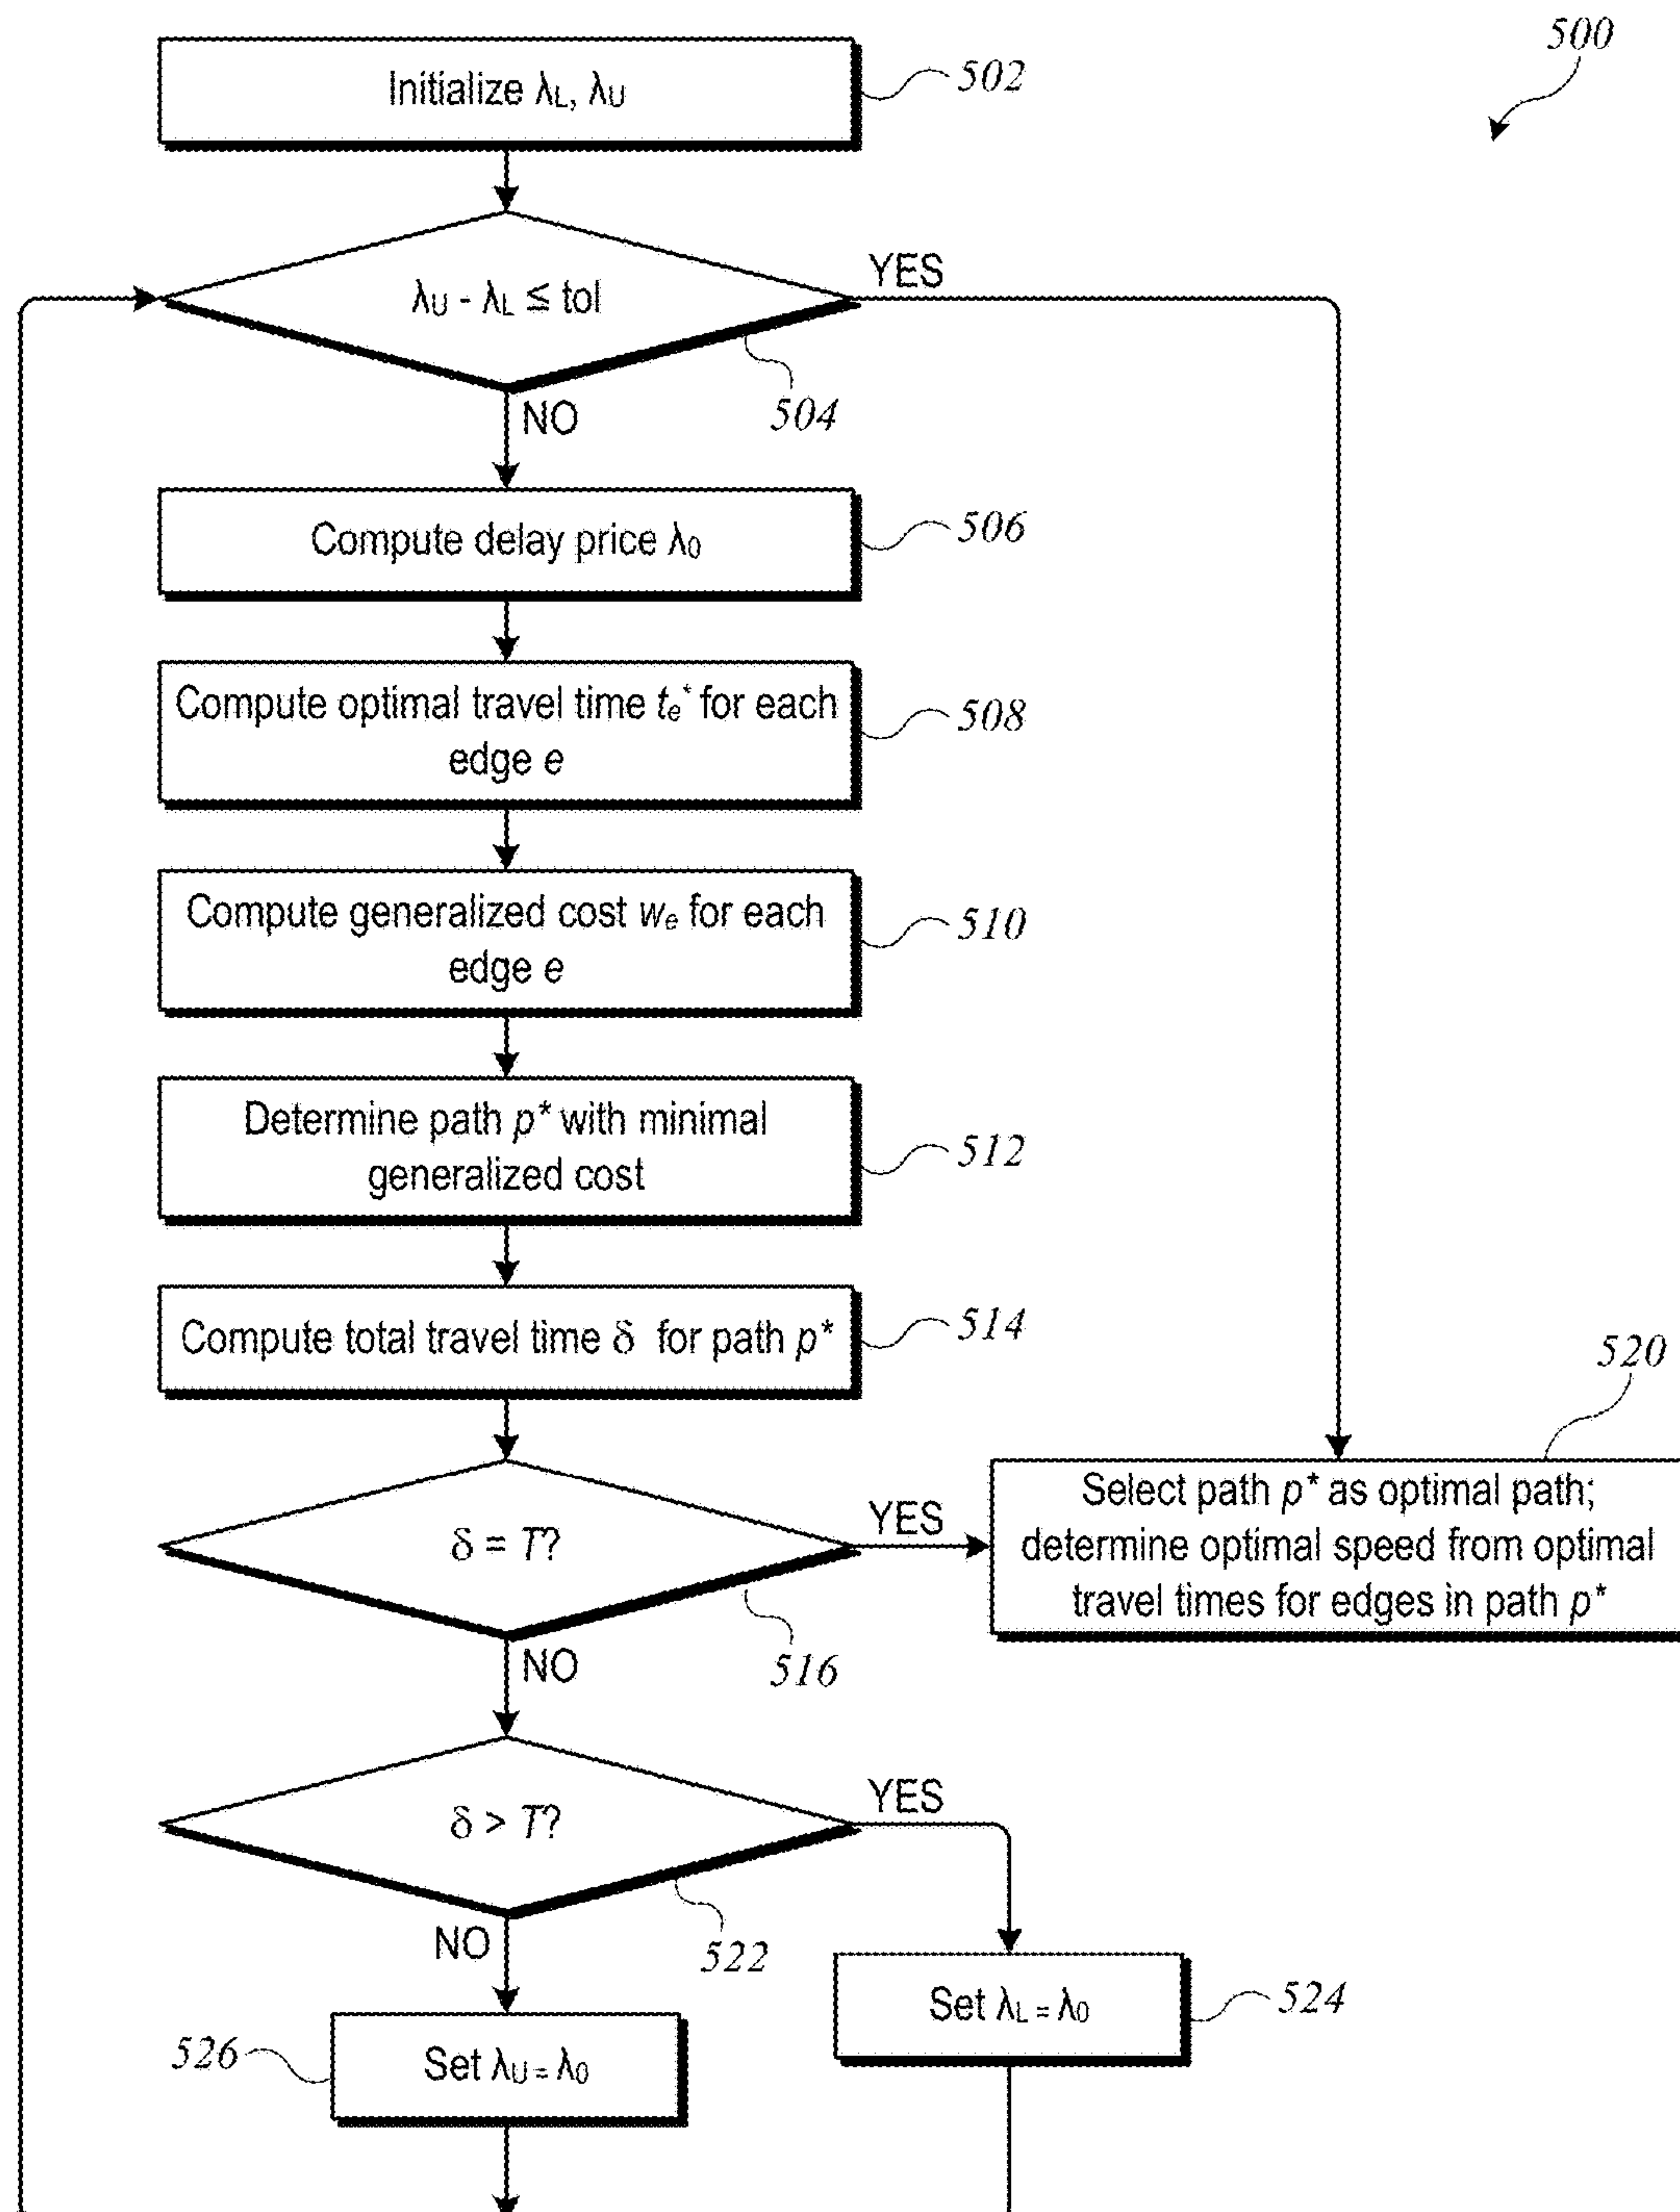 500
Initialize λL, λU
502
λU - λL ≤ tol
YES
504
NO
Compute delay price λ0
506
Compute optimal travel time te* for each
edge e
508
Compute generalized cost we for each
edge e
510
Determine path p* with minimal
generalized cost
512
Compute total travel time δ for path p*
514
δ = T?
YES
516
NO
520
Select path p* as optimal path;
determine optimal speed from optimal
travel times for edges in path p*
δ > T?
YES
522
NO
Set λL = λ0
524
526
Set λU = λ0